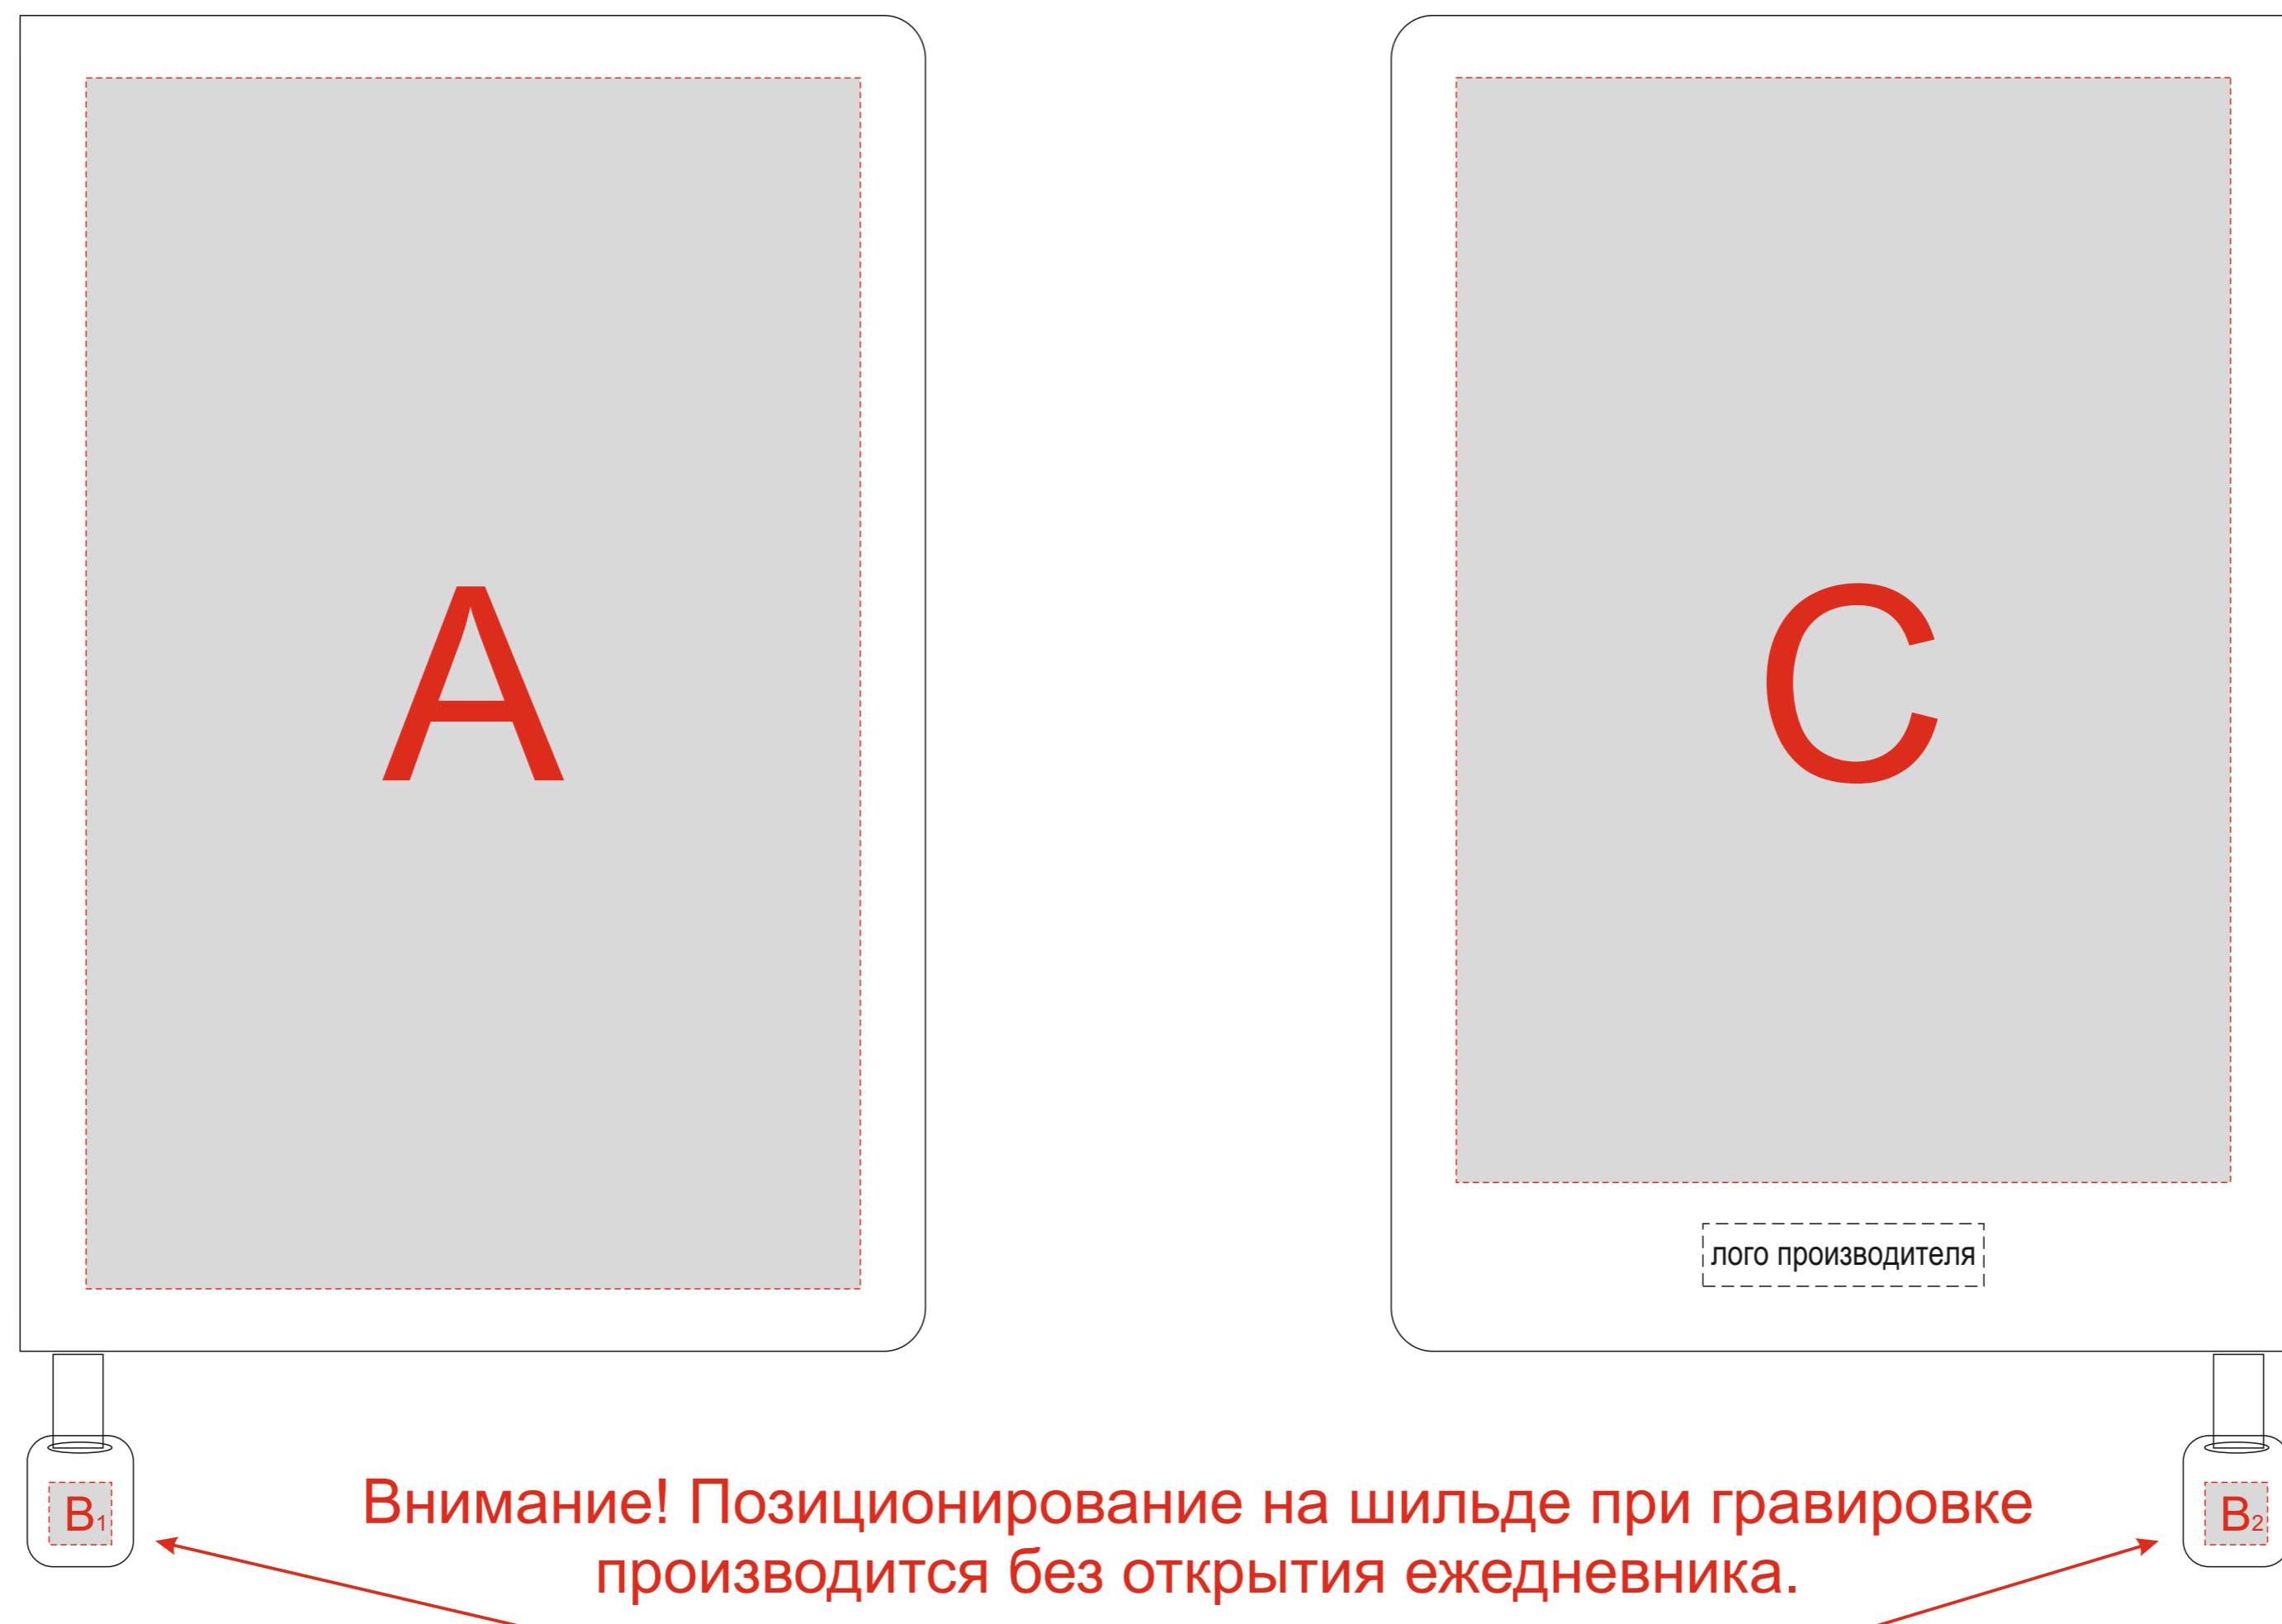 A
C
лого производителя
B1
B2
Внимание! Позиционирование на шильде при гравировке
производится без открытия ежедневника.